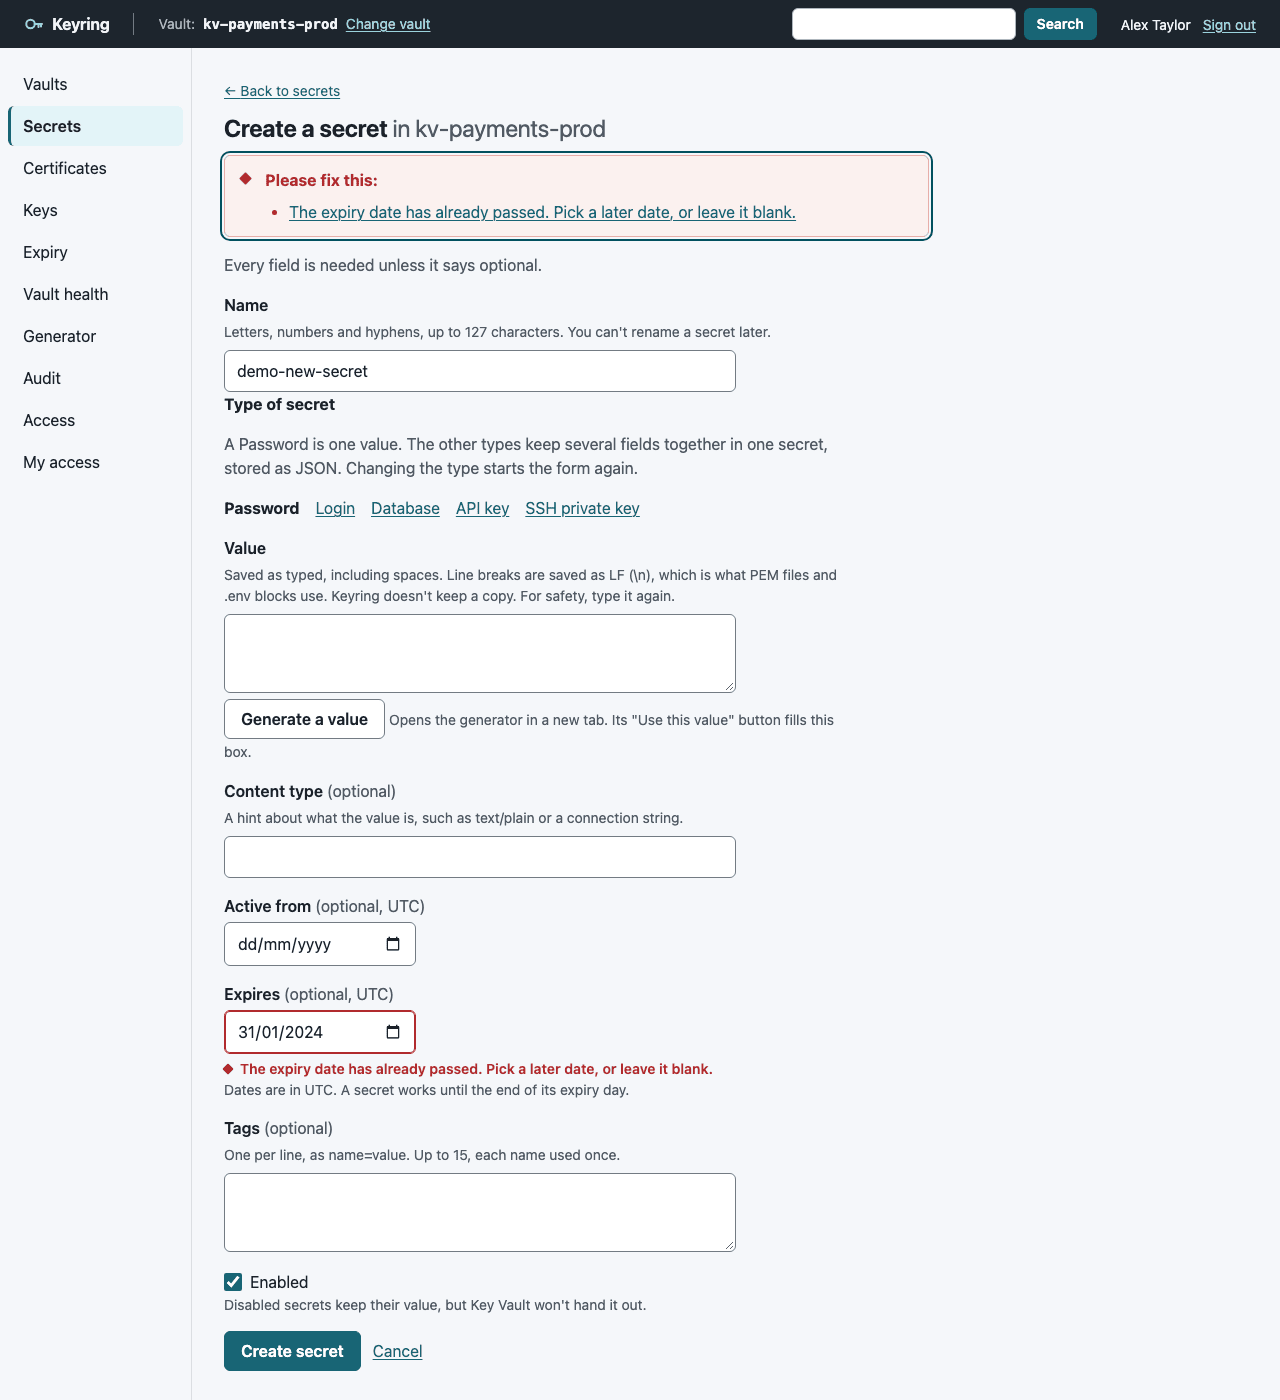 Keyring
Vault: kv-payments-prod Change vault
Search
Alex Taylor Sign out
Vaults
Secrets
Certificates
Keys
Expiry
Vault health
Generator
Audit
Access
My access
← Back to secrets
Create a secret in kv-payments-prod
Please fix this:
• The expiry date has already passed. Pick a later date, or leave it blank.
Every field is needed unless it says optional.
Name
Letters, numbers and hyphens, up to 127 characters. You can't rename a secret later.
demo-new-secret
Type of secret
A Password is one value. The other types keep several fields together in one secret,
stored as JSON. Changing the type starts the form again.
Password Login Database API key SSH private key
Value
Saved as typed, including spaces. Line breaks are saved as LF (\n), which is what PEM files and
.env blocks use. Keyring doesn't keep a copy. For safety, type it again.
Generate a value Opens the generator in a new tab. Its "Use this value" button fills this
box.
Content type (optional)
A hint about what the value is, such as text/plain or a connection string.
Active from (optional, UTC)
dd/mm/yyyy
Expires (optional, UTC)
31/01/2024
The expiry date has already passed. Pick a later date, or leave it blank.
Dates are in UTC. A secret works until the end of its expiry day.
Tags (optional)
One per line, as name=value. Up to 15, each name used once.
Enabled
Disabled secrets keep their value, but Key Vault won't hand it out.
Create secret Cancel